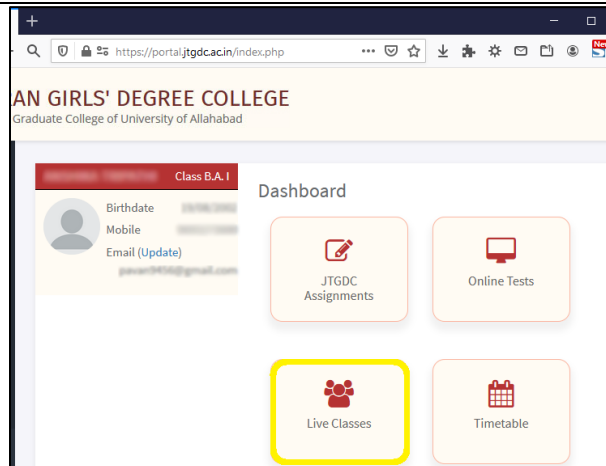 +
https://portal.jtgdc.ac.in/index.php
New
AN GIRLS' DEGREE COLLEGE
Graduate College of University of Allahabad
Class B.A. I
Birthdate
Mobile
Email (Update)
Dashboard
JTGDC
Assignments
Online Tests
Live Classes
Timetable